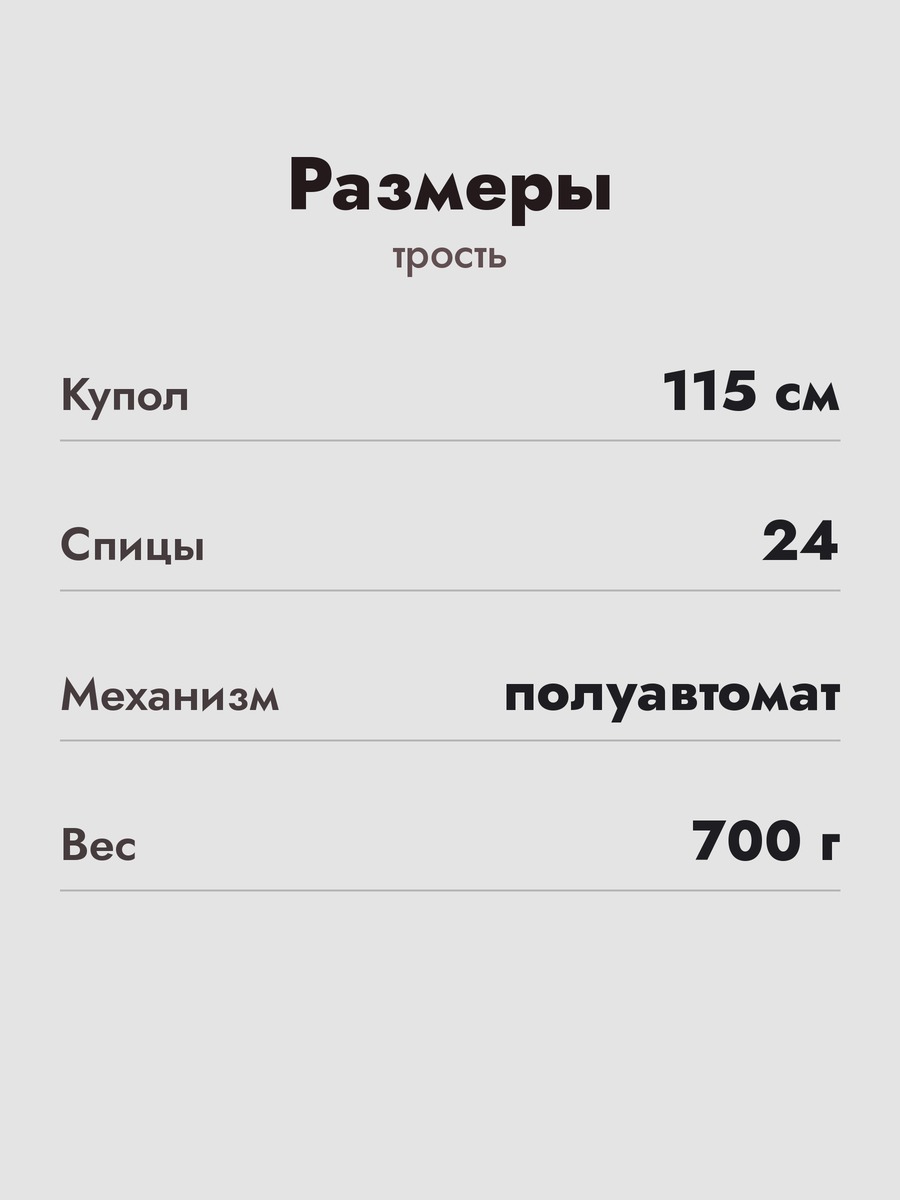 Размеры
трость
Купол 115 см
Спицы 24
Механизм полуавтомат
Вес 700 г